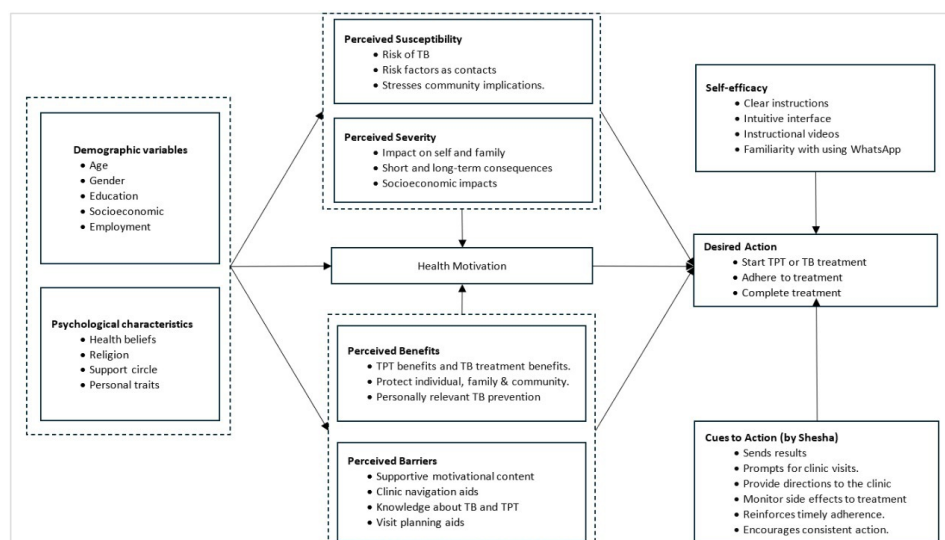 Demographic variables
Age
Gender
Education
Socioeconomic
Employment
Psychological characteristics
Health beliefs
Religion
Support circle
Personal traits
Perceived Susceptibility
Risk of TB
Risk factors as contacts
Stresses community implications.
Perceived Severity
Impact on self and family
Short and long-term consequences
Socioeconomic impacts
Health Motivation
Perceived Benefits
TPT benefits and TB treatment benefits.
Protect individual, family & community.
Personally relevant TB prevention
Perceived Barriers
Supportive motivational content
Clinic navigation aids
Knowledge about TB and TPT
Visit planning aids
Self-efficacy
Clear instructions
Intuitive interface
Instructional videos
Familiarity with using WhatsApp
Desired Action
Start TPT or TB treatment
Adhere to treatment
Complete treatment
Cues to Action (by Shesha)
Sends results
Prompts for clinic visits.
Provide directions to the clinic
Monitor side effects to treatment
Reinforces timely adherence.
Encourages consistent action.